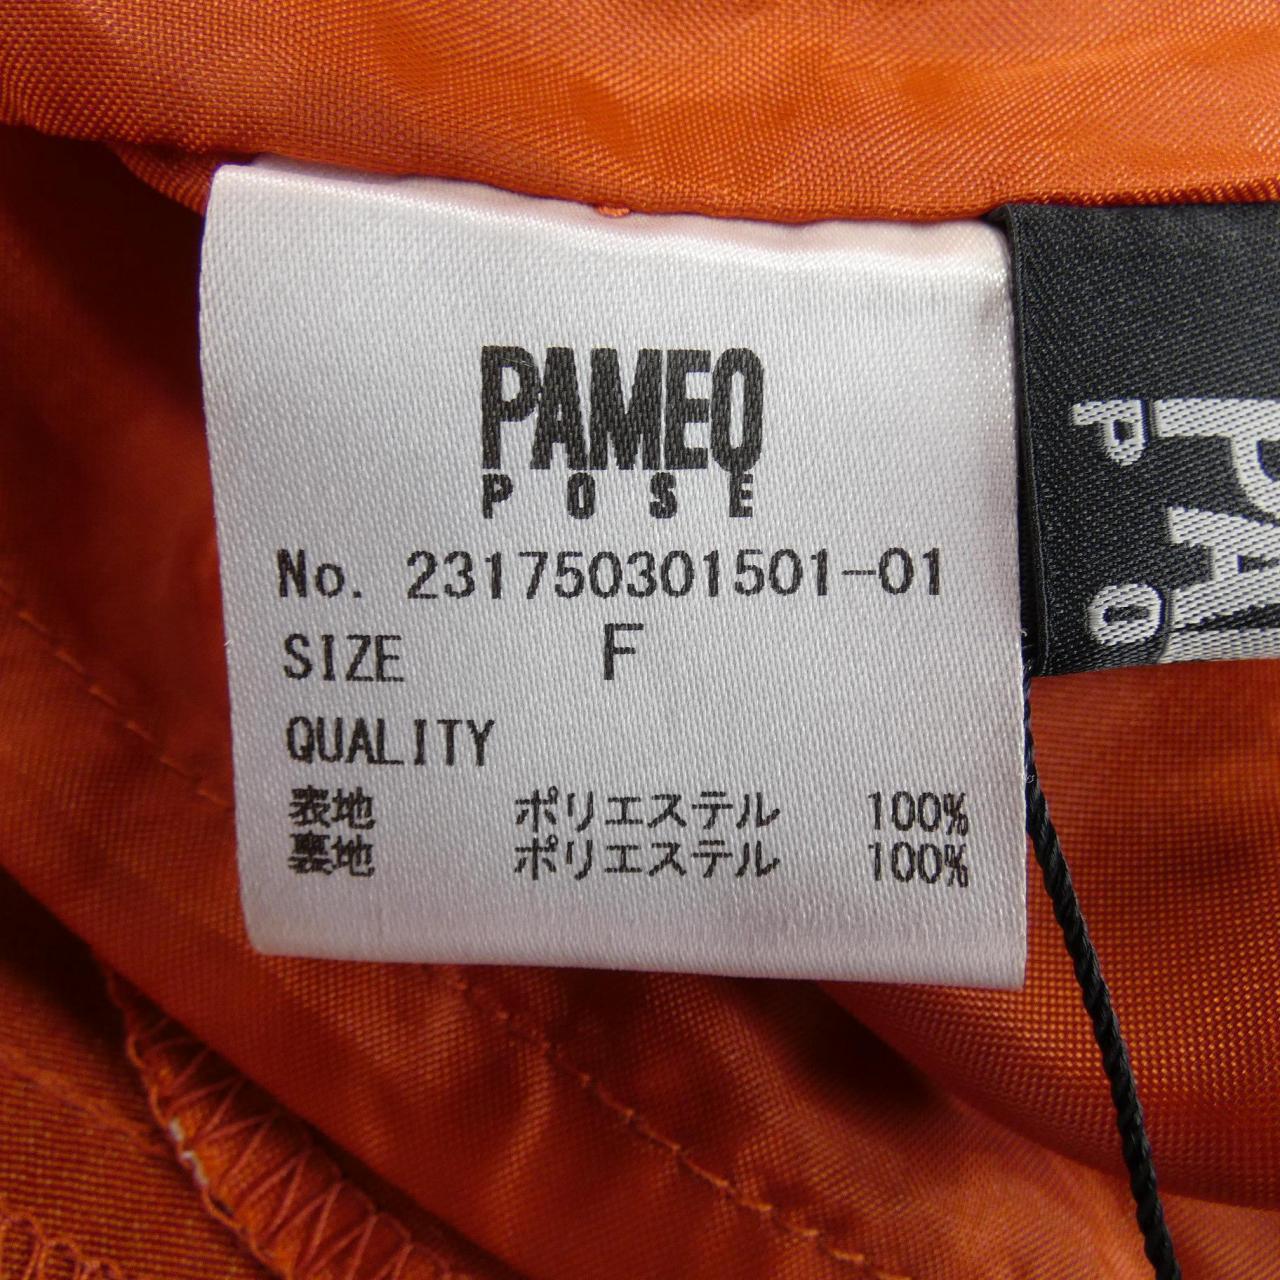 PAMEO
POSE
No. 231750301501-01
SIZE F
QUALITY
表地 ポリエステル 100%
裏地 ポリエステル 100%
PA
P O